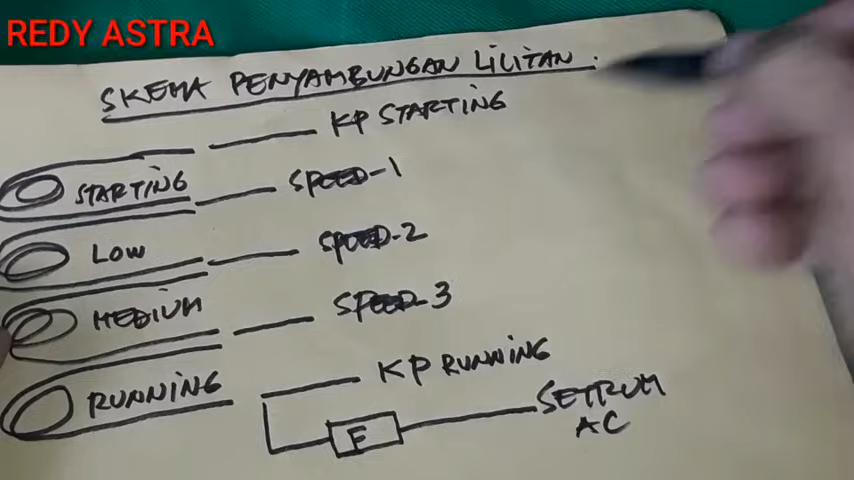 REDY ASTRA
SKEMA PENYAMBUNGAN LILITAN.
KP STARTING
STARTING
SPEED-1
LOW
SPEED-2
MEDIUM
SPEED-3
RUNNING
KP RUNNING
F
SETRUM
AC